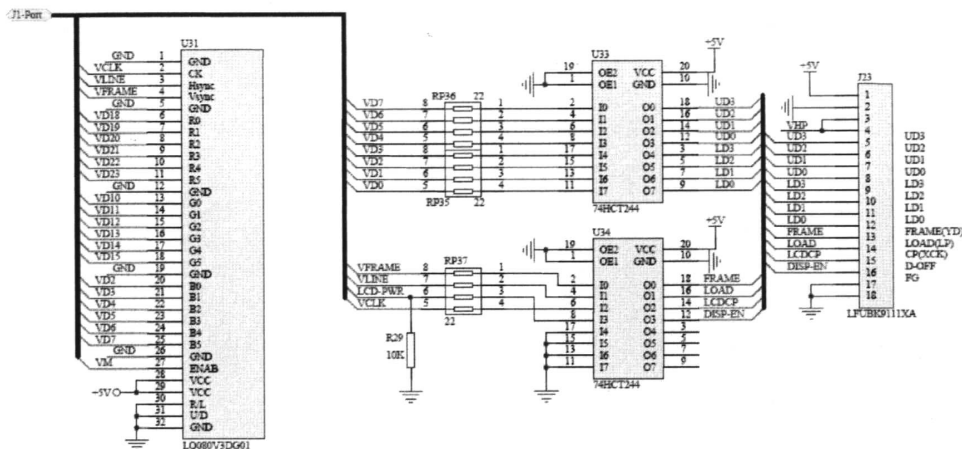 J1-Port
U31
GND 1 GND
VCLK 2 CK
VLINE 3 Hsync
VFRAME 4 Vsync
GND 5 GND
VD18 6 R0
VD19 7 R1
VD20 8 R2
VD21 9 R3
VD22 10 R4
VD23 11 R5
GND 12 GND
VD10 13 G0
VD11 14 G1
VD12 15 G2
VD13 16 G3
VD14 17 G4
VD15 18 G5
GND 19 GND
VD2 20 B0
VD3 21 B1
VD4 22 B2
VD5 23 B3
VD6 24 B4
VD7 25 B5
GND 26 GND
VM 27 ENAB
28 VCC
+5V 29 VCC
30 R/L
31 U/D
32 GND
LQ080V3DG01
RP36 22
VD7 8 1
VD6 7 2
VD5 6 3
VD4 5 4
VD3 8 1
VD2 7 2
VD1 6 3
VD0 5 4
RP35 22
U33
+5V
19 OE2 VCC 20
1 OE1 GND 10
2 I0 O0 18 UD3
4 I1 O1 16 UD2
6 I2 O2 14 UD1
8 I3 O3 12 UD0
17 I4 O4 3 LD3
15 I5 O5 5 LD2
13 I6 O6 7 LD1
11 I7 O7 9 LD0
74HCT244
RP37
VFRAME 8 1
VLINE 7 2
LCD-PWR 6 3
VCLK 5 4
22
R29
10K
U34
+5V
19 OE2 VCC 20
1 OE1 GND 10
2 I0 O0 18 FRAME
4 I1 O1 16 LOAD
6 I2 O2 14 LCDCP
8 I3 O3 12 DISP-EN
17 I4 O4 3
15 I5 O5 5
13 I6 O6 7
11 I7 O7 9
74HCT244
+5V
J23
1
2
3
VHP 4
UD3 5 UD3
UD2 6 UD2
UD1 7 UD1
UD0 8 UD0
LD3 9 LD3
LD2 10 LD2
LD1 11 LD1
LD0 12 LD0
FRAME 13 FRAME(YD)
LOAD 14 LOAD(LP)
LCDCP 15 CP(XCK)
DISP-EN 16 D-OFF
17 FG
18
LFUBK9111XA